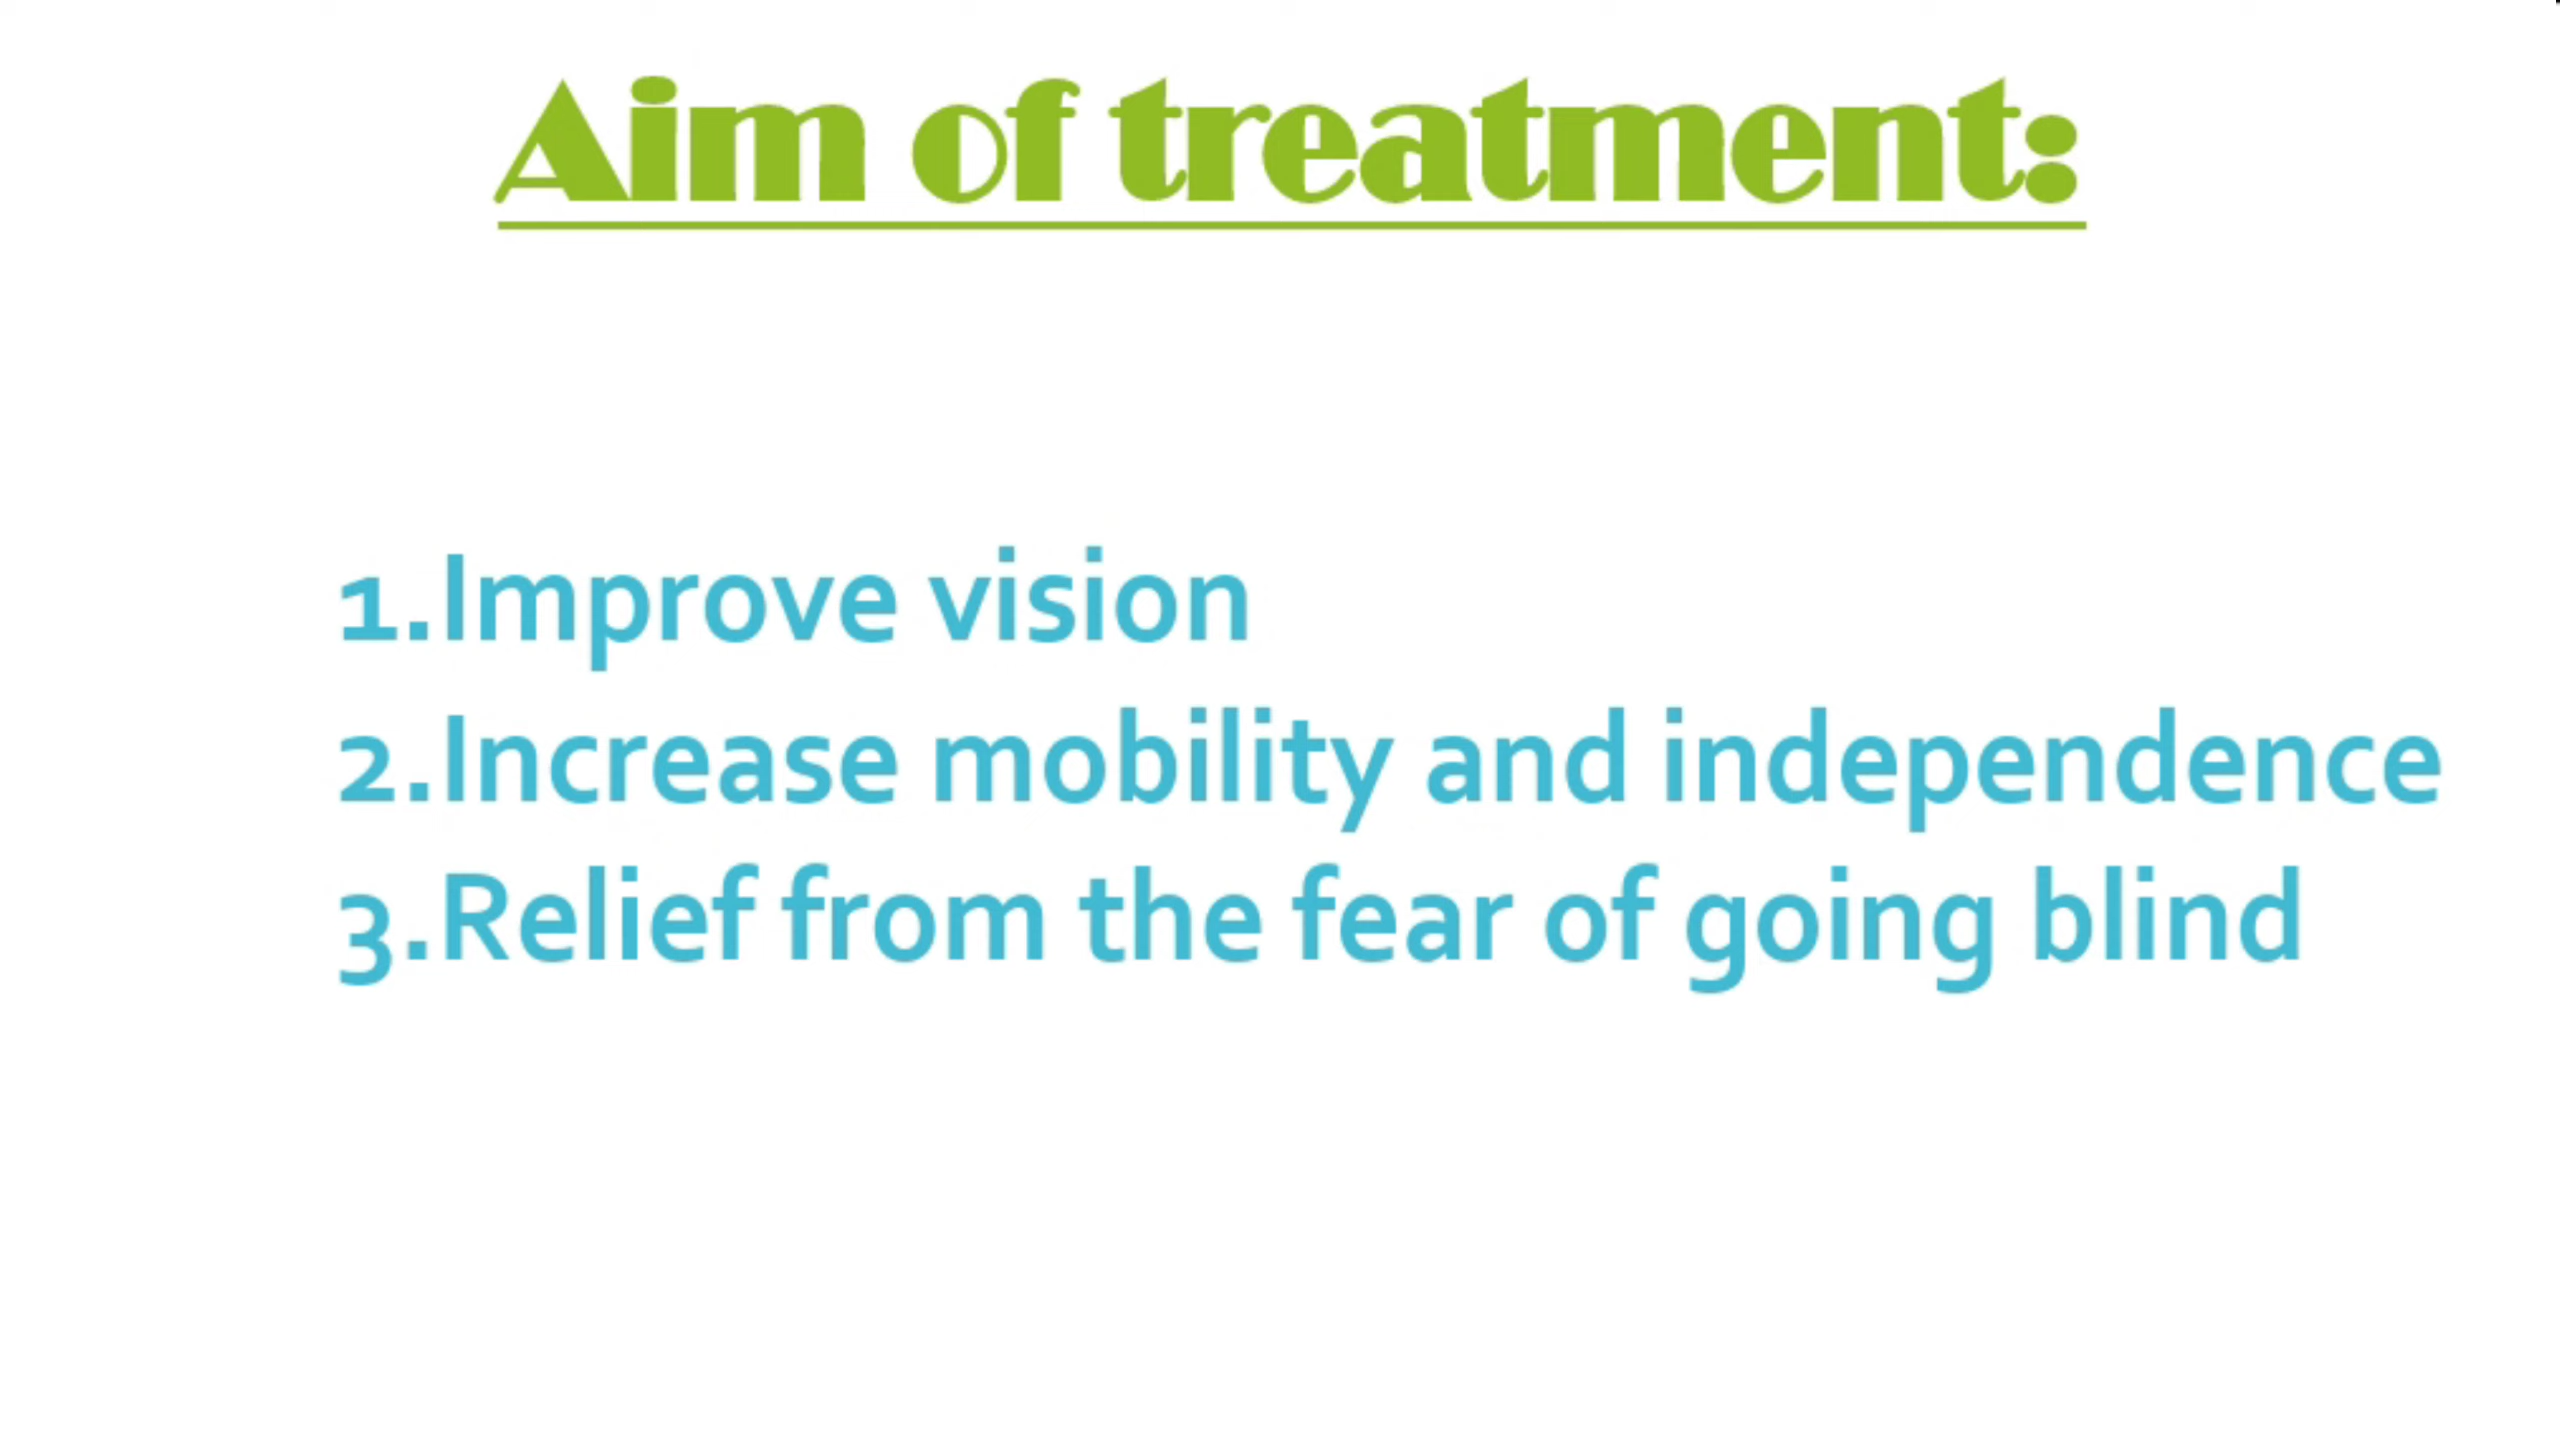 Aim of treatment:
1.Improve vision
2.Increase mobility and independence
3.Relief from the fear of going blind